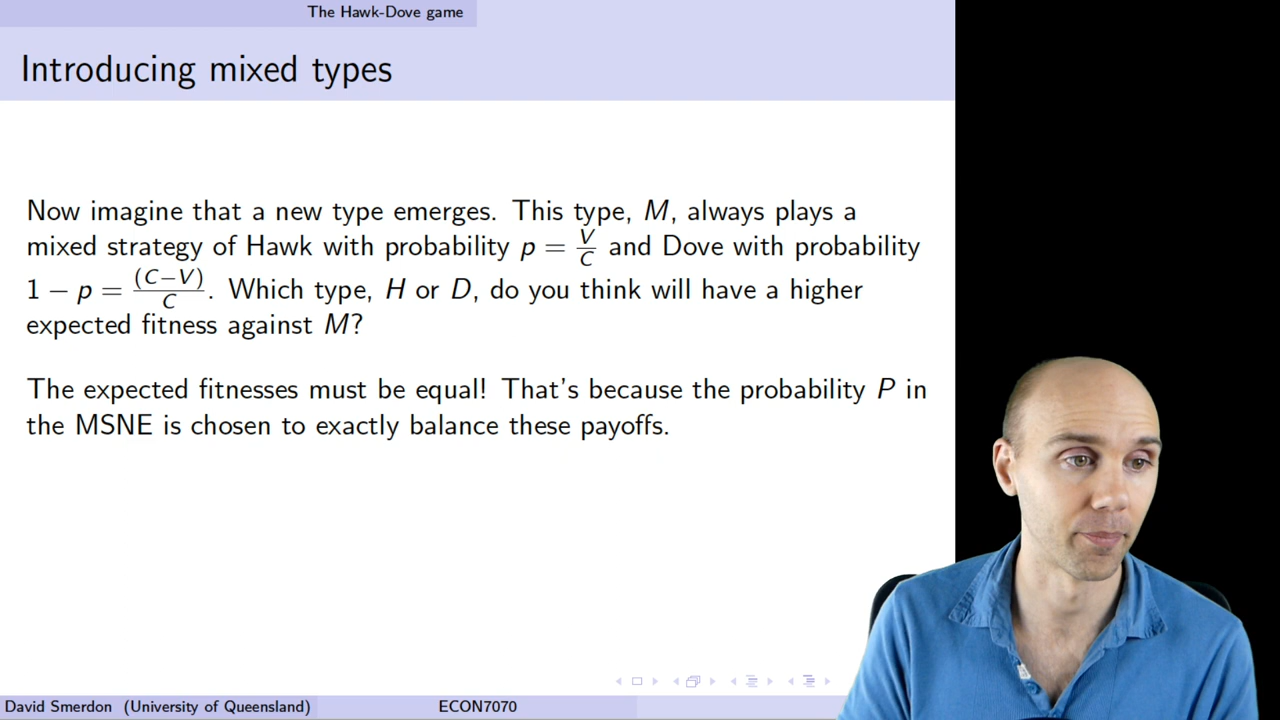 The Hawk-Dove game
Introducing mixed types
Now imagine that a new type emerges. This type, M, always plays a
mixed strategy of Hawk with probability p = V/C and Dove with probability
1 − p = (C−V)/C. Which type, H or D, do you think will have a higher
expected fitness against M?
The expected fitnesses must be equal! That's because the probability P in
the MSNE is chosen to exactly balance these payoffs.
David Smerdon (University of Queensland) ECON7070